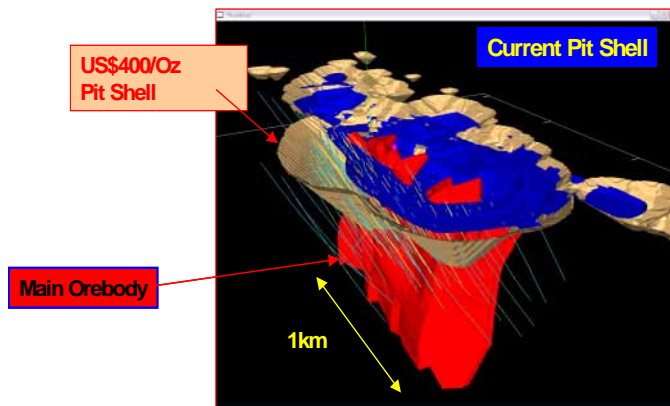 Current Pit Shell
US$400/Oz
Pit Shell
Main Orebody
1km